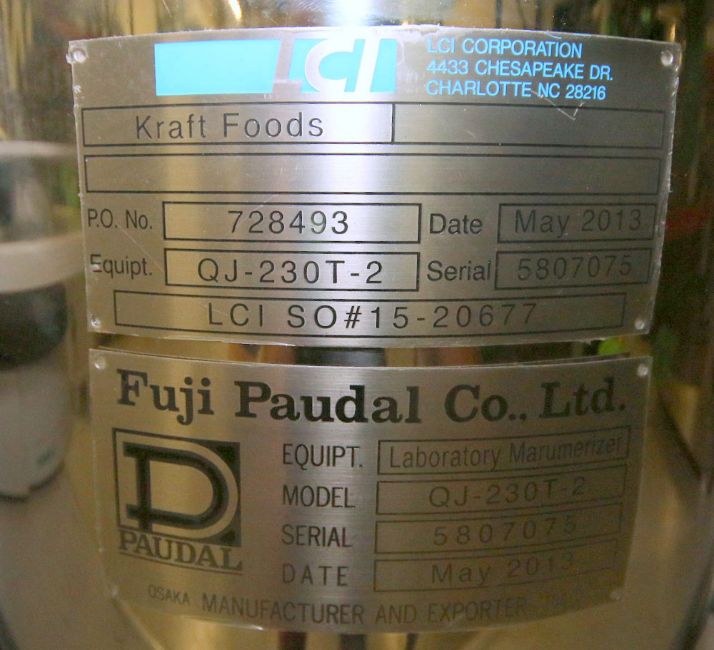 LCI
LCI CORPORATION
4433 CHESAPEAKE DR.
CHARLOTTE NC 28216
Kraft Foods
P.O. No. 728493 Date May 2013
Equipt. QJ-230T-2 Serial 5807075
LCI SO#15-20677
Fuji Paudal Co., Ltd.
EQUIPT. Laboratory Marumerizer
MODEL QJ-230T-2
SERIAL 5807075
DATE May 2013
PAUDAL
OSAKA MANUFACTURER AND EXPORTER